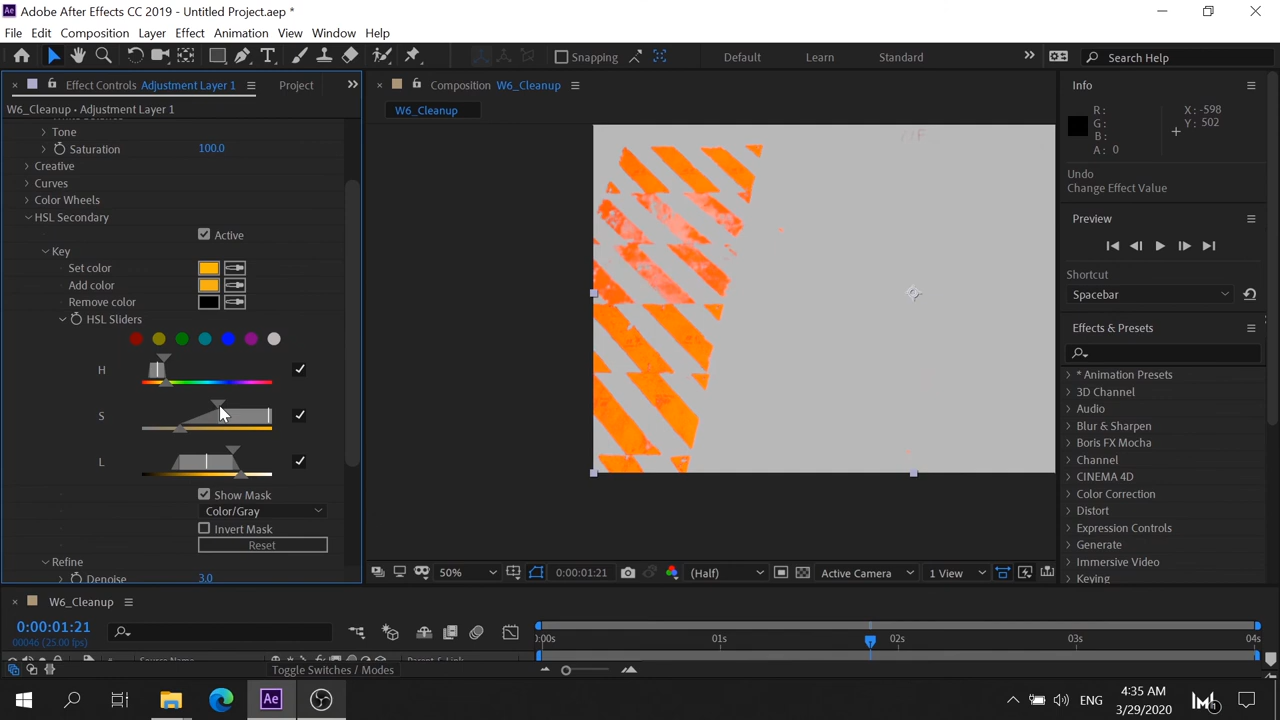 Adobe After Effects CC 2019 - Untitled Project.aep *
File Edit Composition Layer Effect Animation View Window Help
Snapping Default Learn Standard Search Help
Effect Controls Adjustment Layer 1 Project
Composition W6_Cleanup
Info
W6_Cleanup • Adjustment Layer 1
W6_Cleanup
R:
G:
B:
A: 0
X: -598
Y: 502
Tone
Saturation 100.0
Creative
Curves
Color Wheels
HSL Secondary
Active
Key
Set color
Add color
Remove color
HSL Sliders
H
S
L
Show Mask
Color/Gray
Invert Mask
Reset
Refine
Denoise 3.0
Undo
Change Effect Value
Preview
Shortcut
Spacebar
Effects & Presets
* Animation Presets
3D Channel
Audio
Blur & Sharpen
Boris FX Mocha
Channel
CINEMA 4D
Color Correction
Distort
Expression Controls
Generate
Immersive Video
Keying
50% 0:00:01:21 (Half) Active Camera 1 View
W6_Cleanup
0:00:01:21
00046 (25.00 fps)
:00s 01s 02s 03s 04s
Source Name Parent & Link
Toggle Switches / Modes
ENG
4:35 AM
3/29/2020